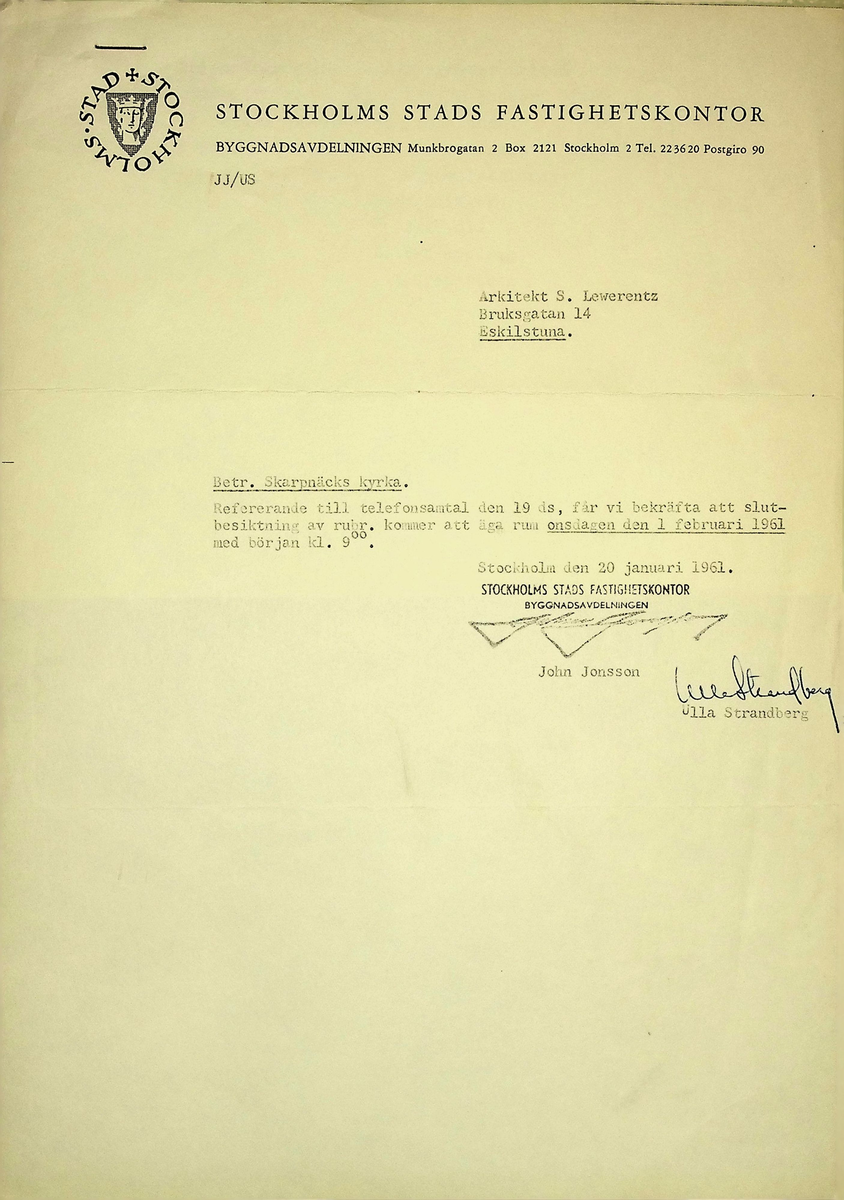 STOCKHOLMS · STAD
STOCKHOLMS STADS FASTIGHETSKONTOR
BYGGNADSAVDELNINGEN Munkbrogatan 2 Box 2121 Stockholm 2 Tel. 223620 Postgiro 90
JJ/US
Arkitekt S. Lewerentz
Bruksgatan 14
Eskilstuna.
Betr. Skarpnäcks kyrka.
Refererande till telefonsamtal den 19 ds, får vi bekräfta att slut-
besiktning av rubr. kommer att äga rum onsdagen den 1 februari 1961
med början kl. 9⁰⁰.
Stockholm den 20 januari 1961.
STOCKHOLMS STADS FASTIGHETSKONTOR
BYGGNADSAVDELNINGEN
John Jonsson
Ulla Strandberg
Ulla Strandberg